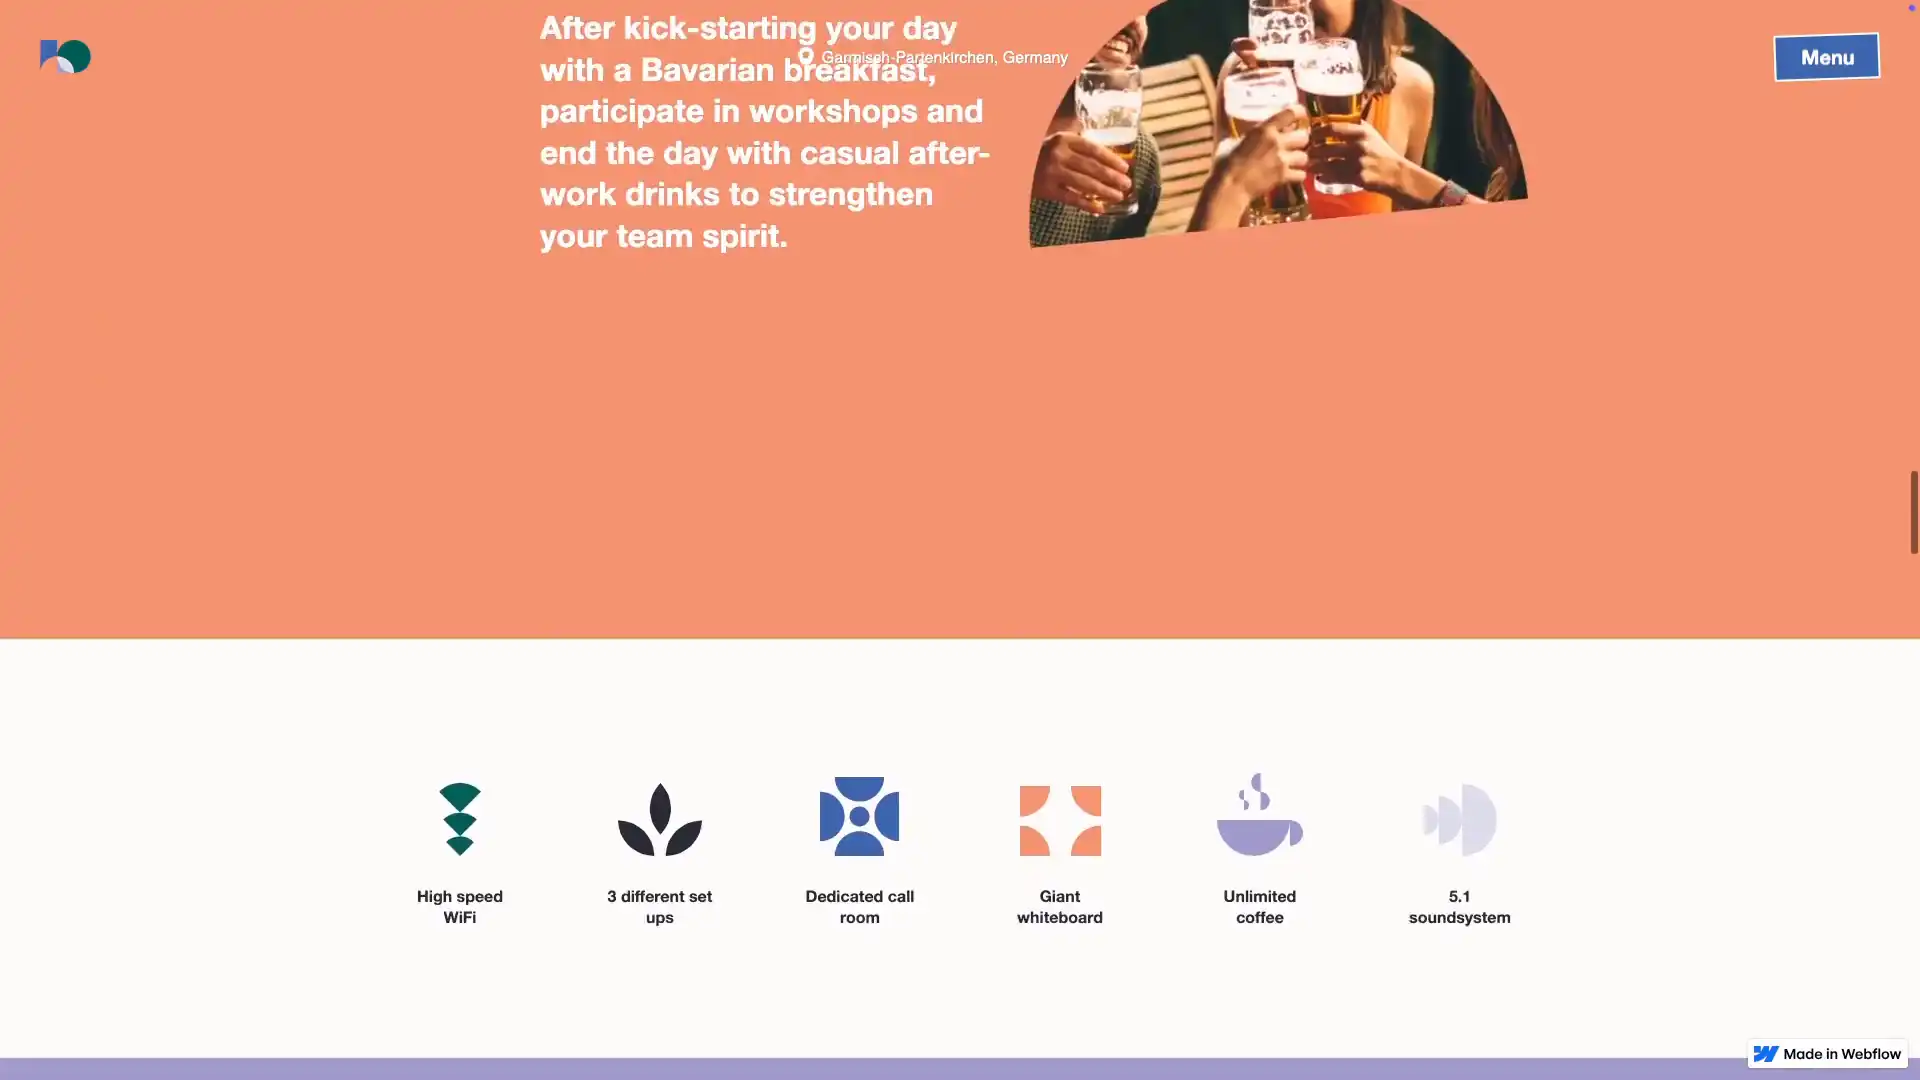 After kick-starting your day
with a Bavarian breakfast,
participate in workshops and
end the day with casual after-
work drinks to strengthen
your team spirit.
Garmisch-Partenkirchen, Germany
Menu
High speed
WiFi
3 different set
ups
Dedicated call
room
Giant
whiteboard
Unlimited
coffee
5.1
soundsystem
Made in Webflow